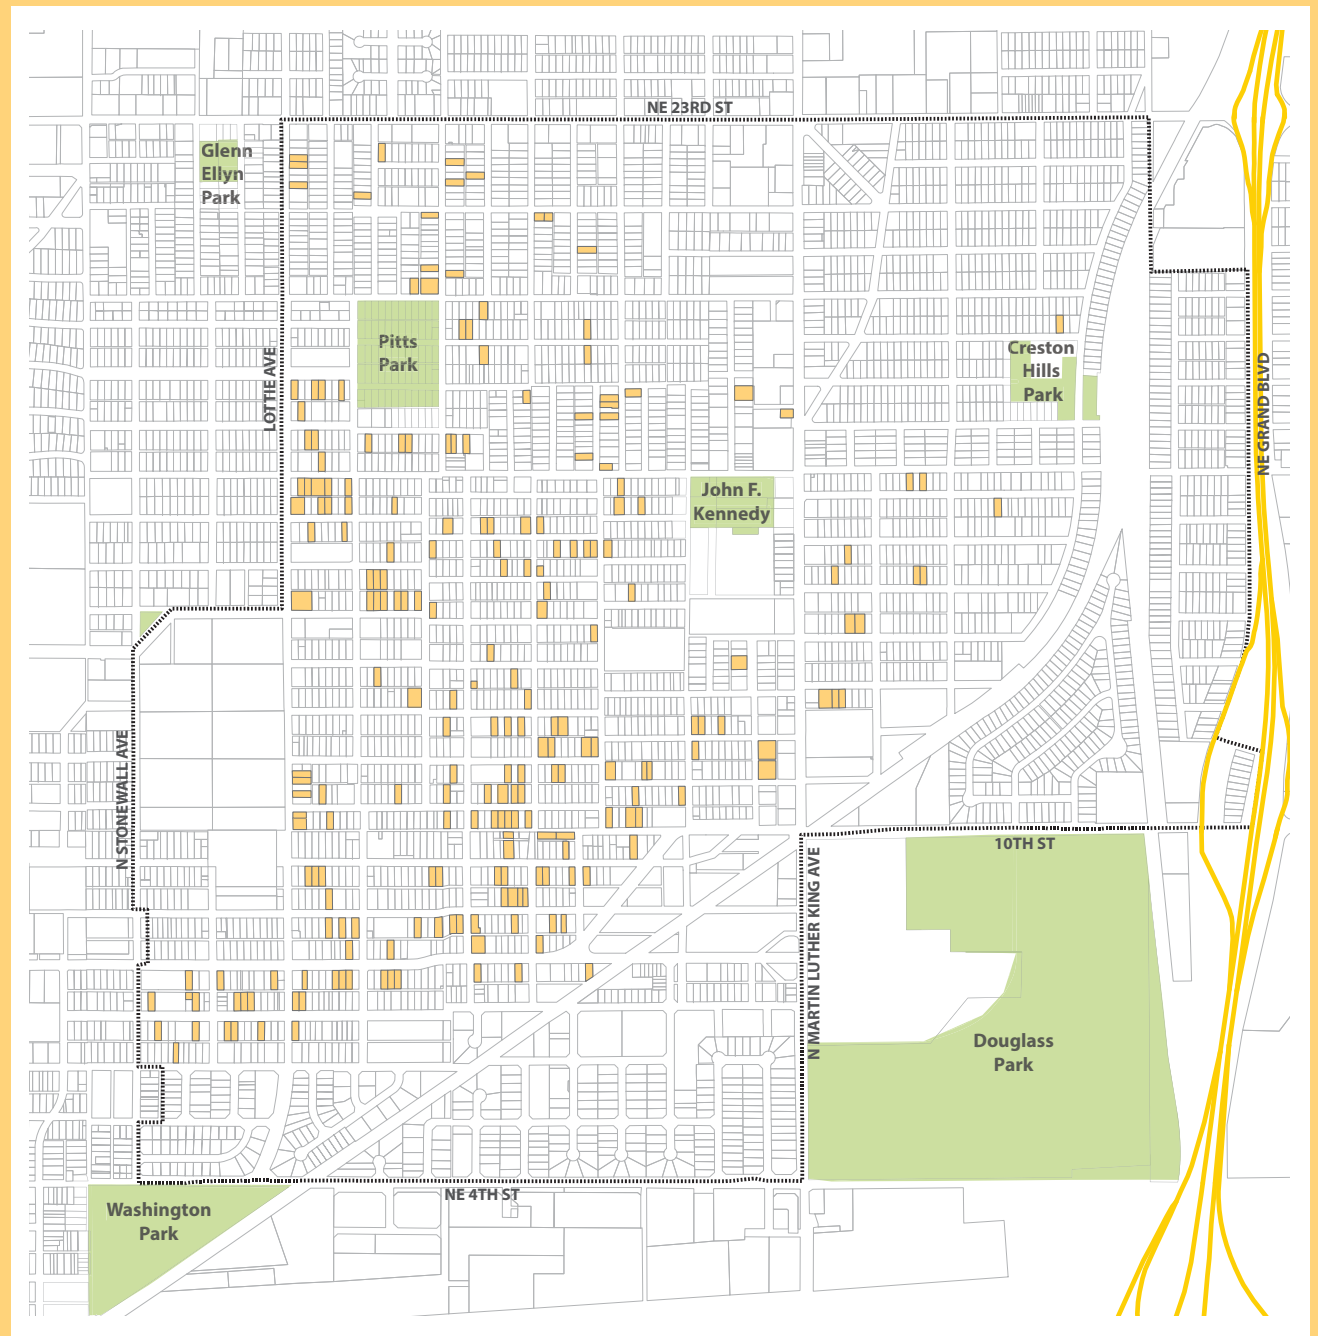 NE 23RD ST
Glenn
Ellyn
Park
Pitts
Park
LOTTIE AVE
Creston
Hills
Park
NE GRAND BLVD
John F.
Kennedy
N STONEWALL AVE
10TH ST
N MARTIN LUTHER KING AVE
Douglass
Park
NE 4TH ST
Washington
Park